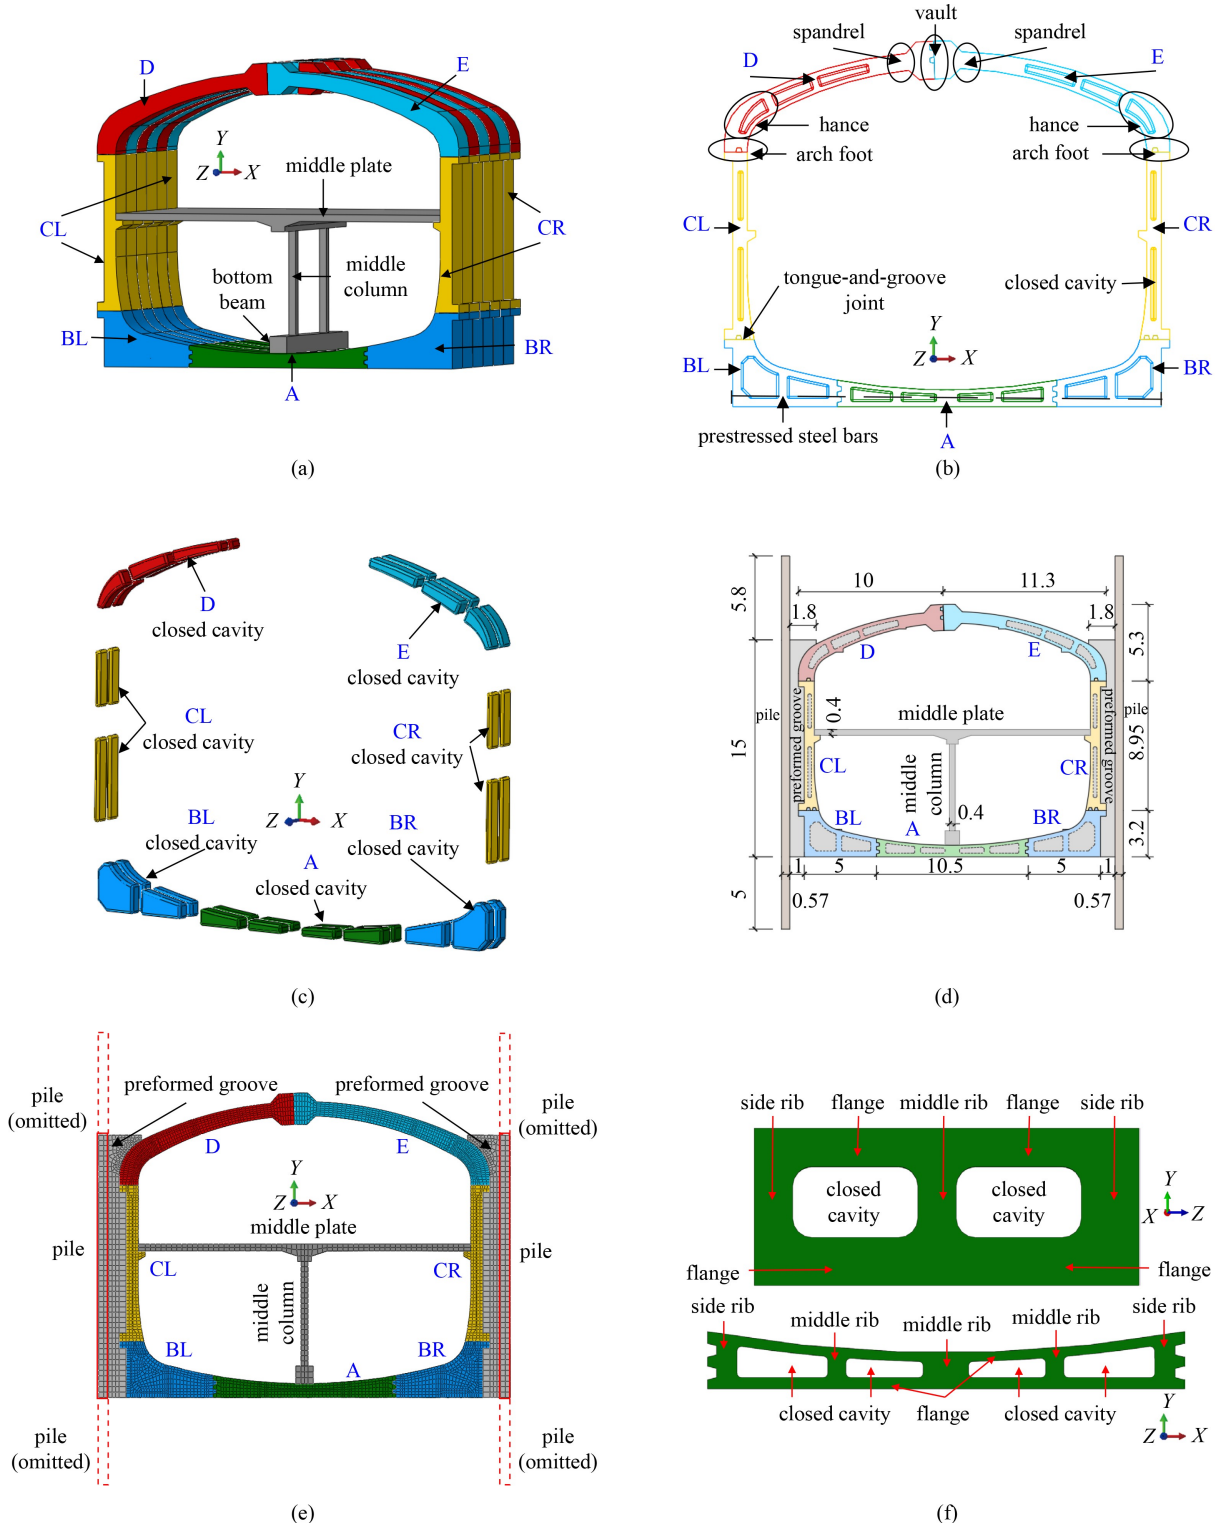 D
E
Y
Z
X
middle plate
CL
CR
bottom
beam
middle
column
BL
BR
A
(a)
vault
spandrel
spandrel
D
E
hance
hance
arch foot
arch foot
CL
CR
tongue-and-groove
joint
closed cavity
Y
Z
X
BL
BR
prestressed steel bars
A
(b)
D
closed cavity
E
closed cavity
CL
closed cavity
CR
closed cavity
Y
Z
X
BL
closed cavity
BR
closed cavity
A
closed cavity
(c)
5.8
10
11.3
1.8
1.8
5.3
D
E
pile
preformed groove
0.4
middle plate
preformed groove
pile
15
8.95
CL
middle
column
CR
BL
A
0.4
BR
3.2
1
5
10.5
5
1
5
0.57
0.57
(d)
preformed groove
preformed groove
pile
(omitted)
pile
(omitted)
D
E
Y
Z
X
middle plate
pile
pile
CL
CR
middle
column
BL
BR
A
pile
(omitted)
pile
(omitted)
(e)
side rib
flange
middle rib
flange
side rib
closed
cavity
closed
cavity
Y
X
Z
flange
flange
side rib
middle rib
middle rib
middle rib
side rib
closed cavity
flange
closed cavity
Y
Z
X
(f)